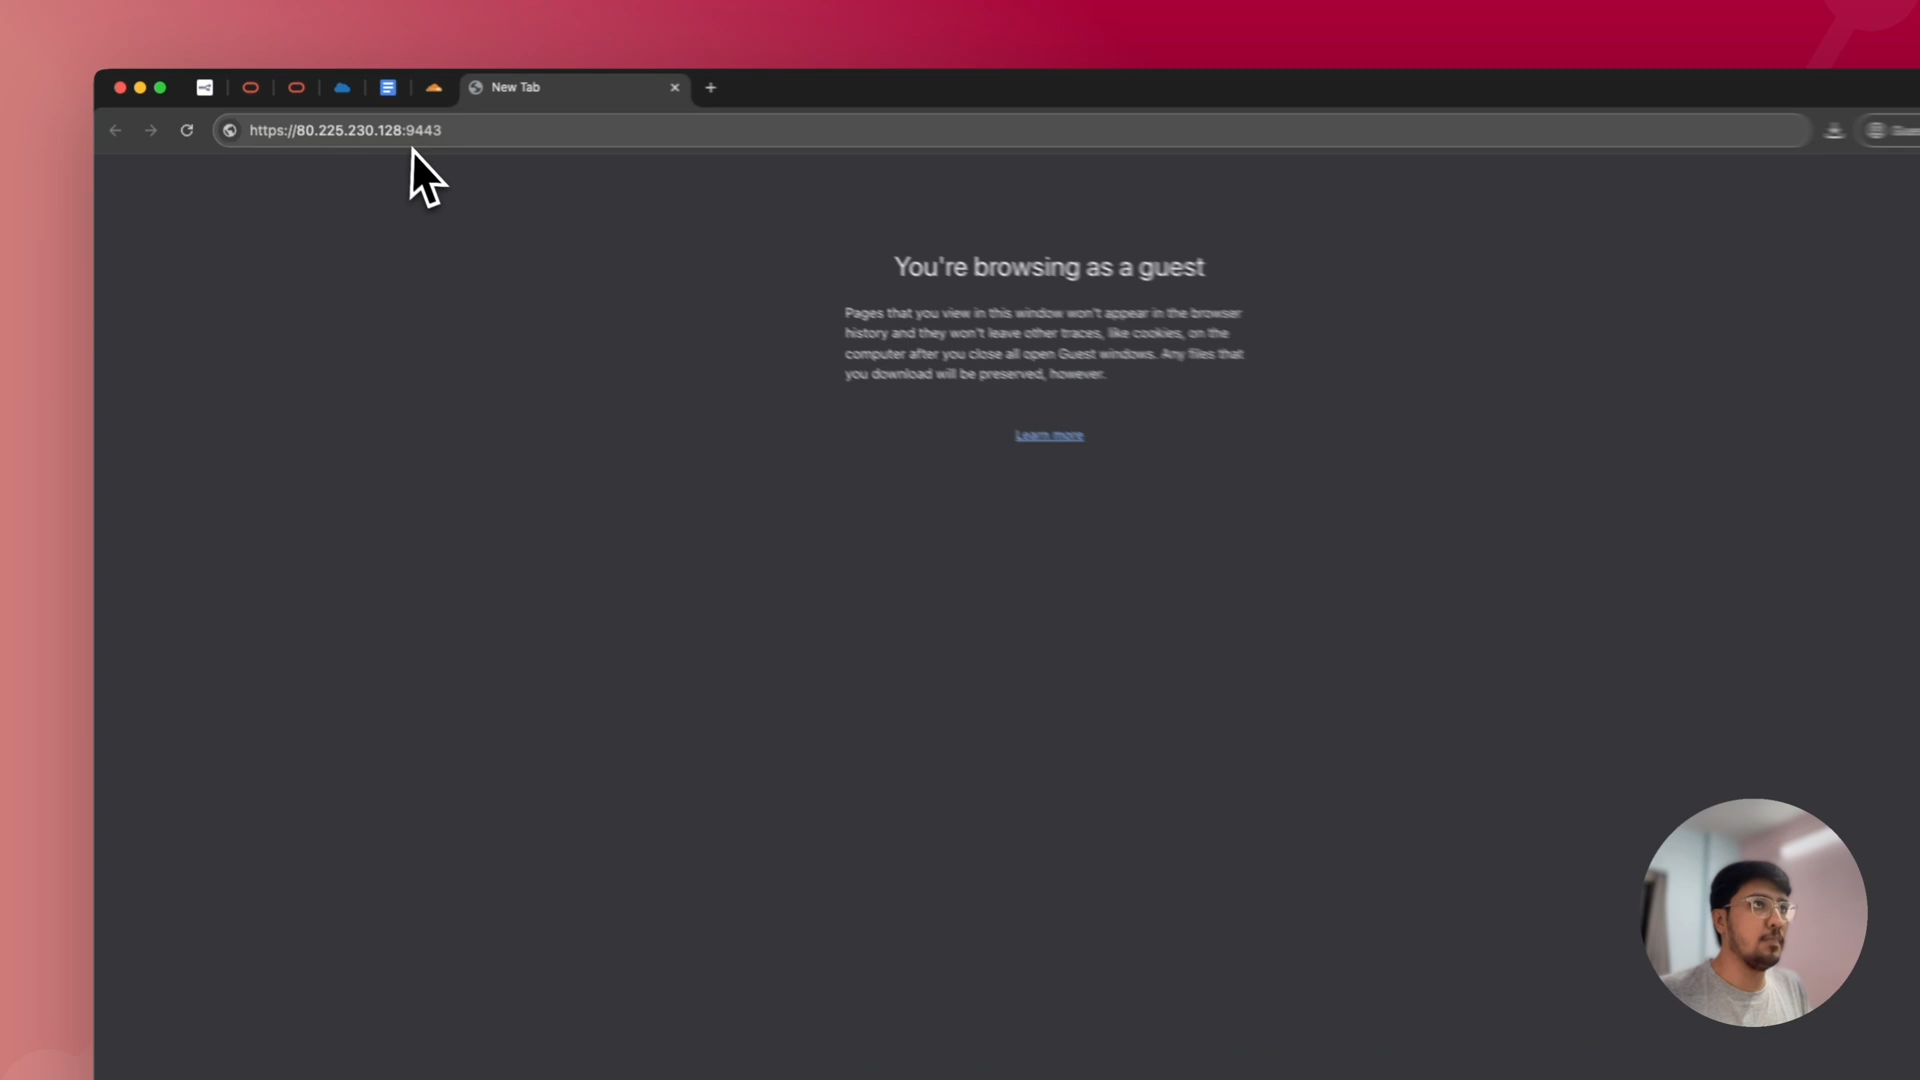 New Tab
https://80.225.230.128:9443
You're browsing as a guest
Pages that you view in this window won't appear in the browser
history and they won't leave other traces, like cookies, on the
computer after you close all open Guest windows. Any files that
you download will be preserved, however.
Learn more